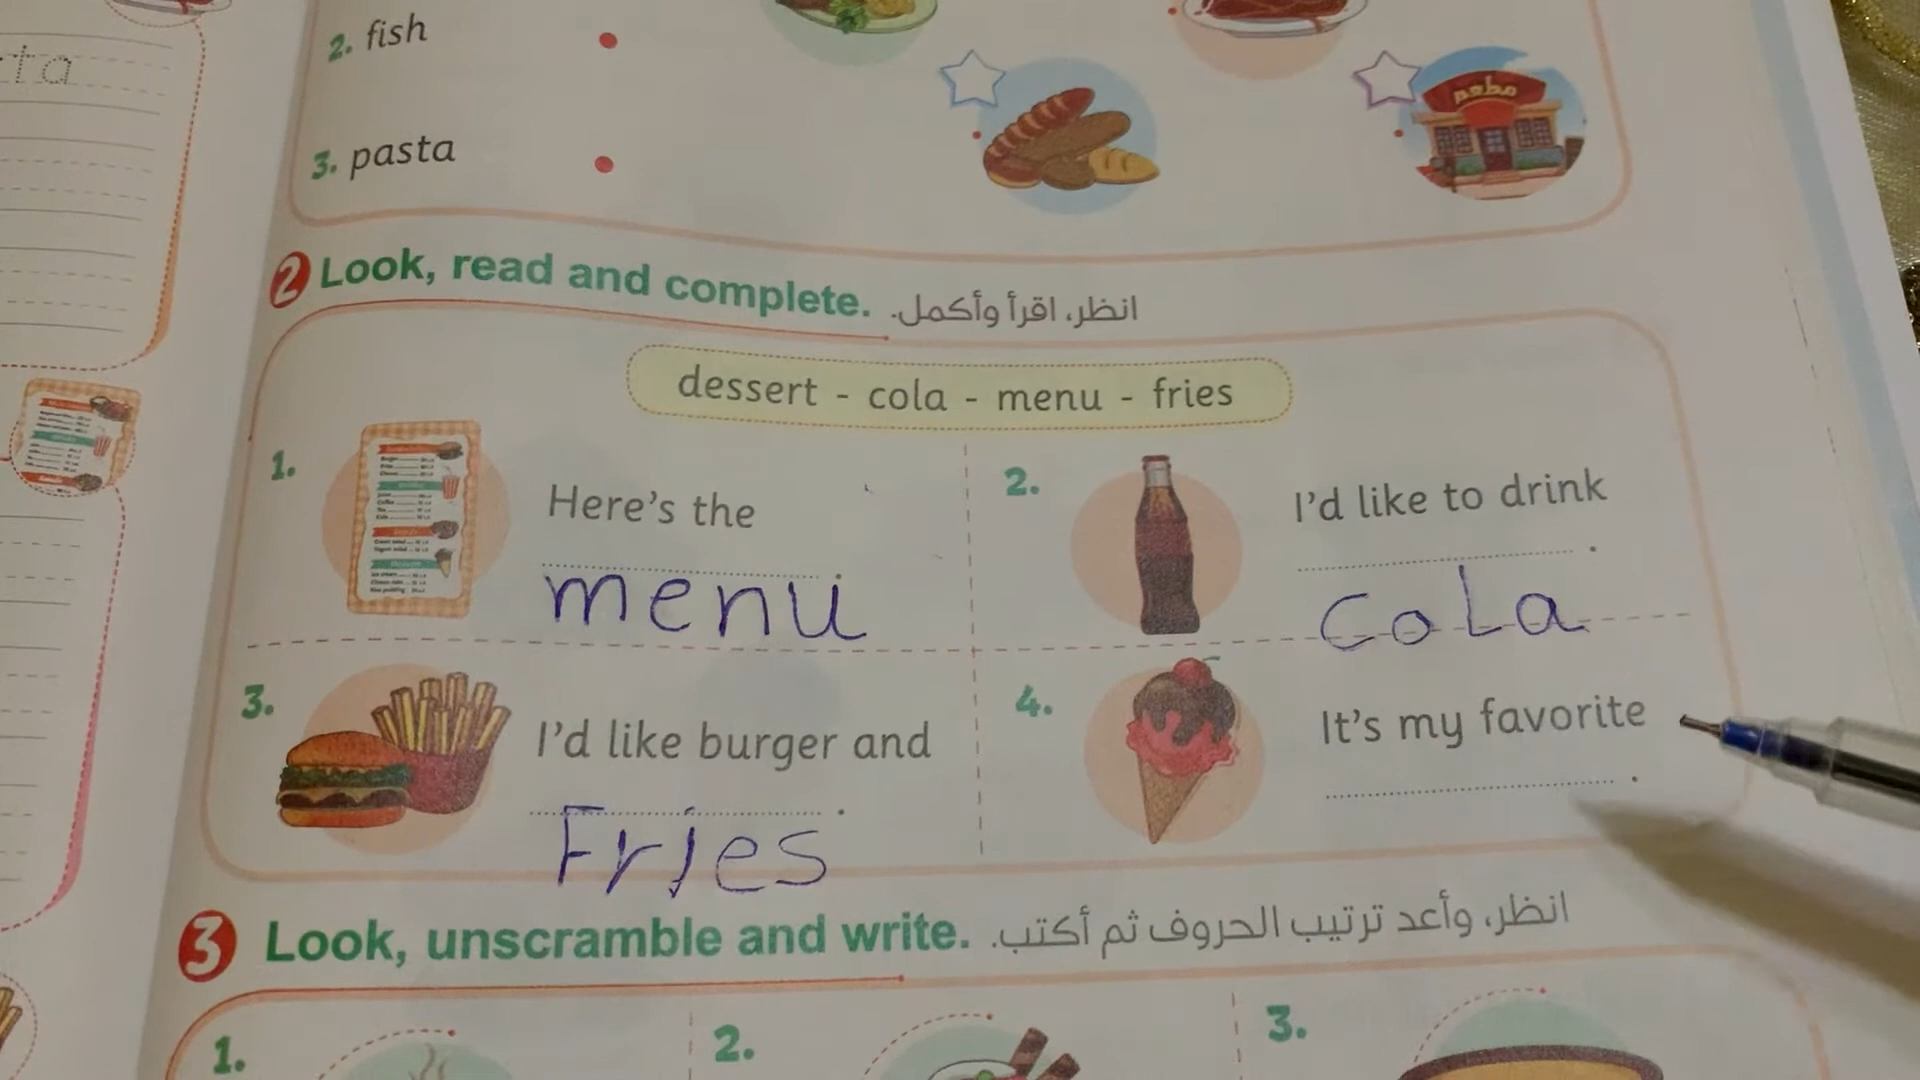 ta
2. fish
3. pasta
مطعم
2 Look, read and complete. انظر، اقرأ وأكمل.
dessert - cola - menu - fries
1. Here's the
menu
2. I'd like to drink
cola
3. I'd like burger and
Fries
4. It's my favorite
3 Look, unscramble and write. انظر، وأعد ترتيب الحروف ثم أكتب.
1.
2.
3.